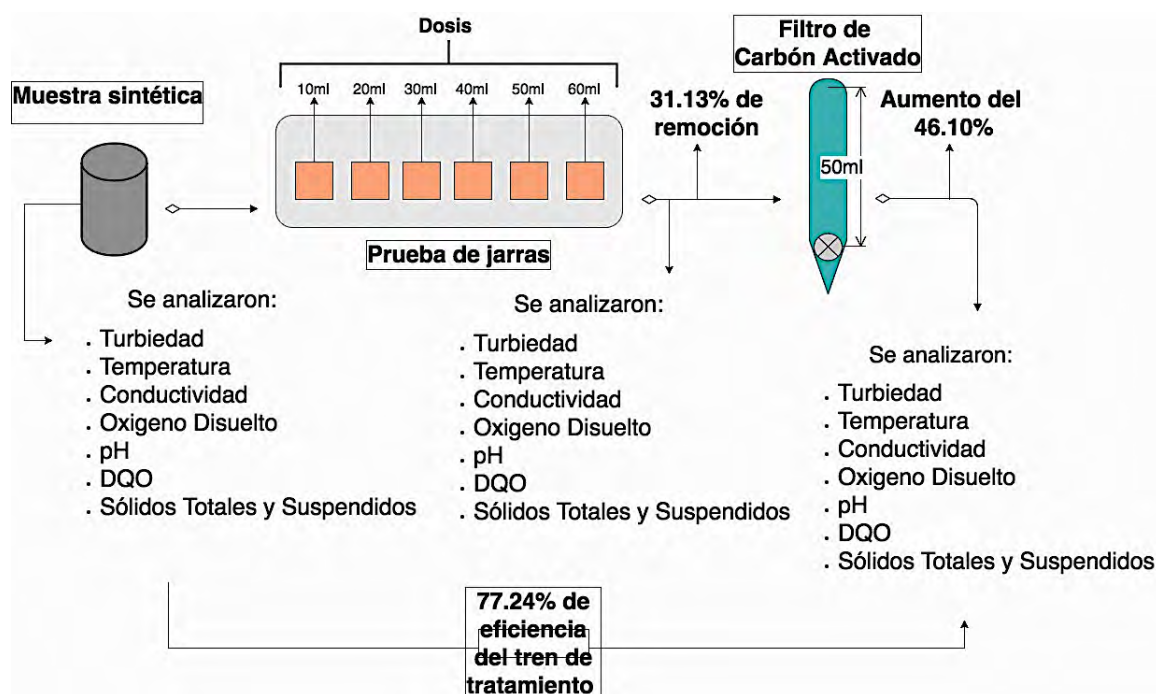 Dosis
10ml 20ml 30ml 40ml 50ml 60ml
Muestra sintética
Prueba de jarras
31.13% de
remoción
Filtro de
Carbón Activado
50ml
Aumento del
46.10%
Se analizaron:
. Turbiedad
. Temperatura
. Conductividad
. Oxigeno Disuelto
. pH
. DQO
. Sólidos Totales y Suspendidos
Se analizaron:
. Turbiedad
. Temperatura
. Conductividad
. Oxigeno Disuelto
. pH
. DQO
. Sólidos Totales y Suspendidos
Se analizaron:
. Turbiedad
. Temperatura
. Conductividad
. Oxigeno Disuelto
. pH
. DQO
. Sólidos Totales y Suspendidos
77.24% de
eficiencia
del tren de
tratamiento